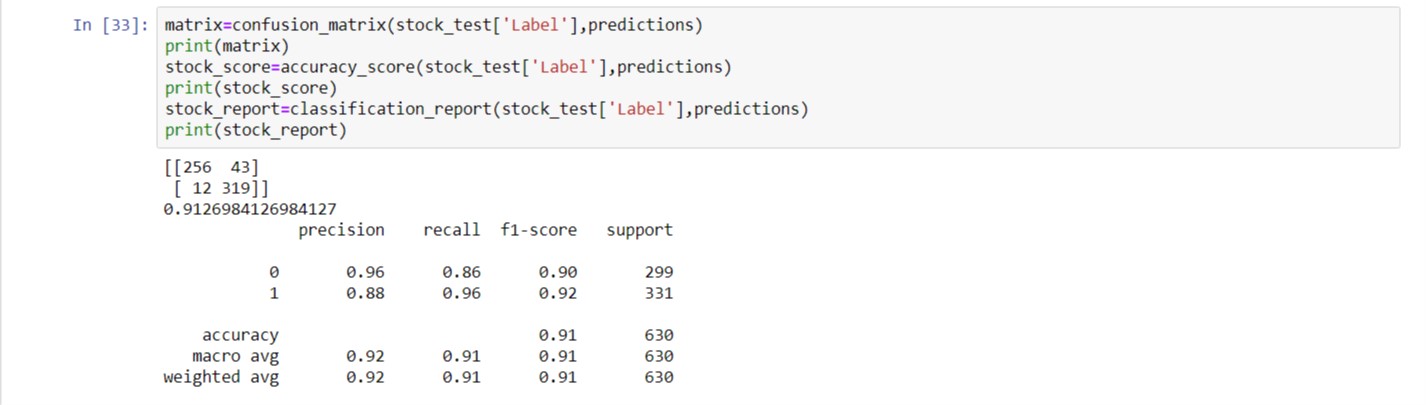 In [33]: matrix=confusion_matrix(stock_test['Label'],predictions)
print(matrix)
stock_score=accuracy_score(stock_test['Label'],predictions)
print(stock_score)
stock_report=classification_report(stock_test['Label'],predictions)
print(stock_report)
[[256  43]
 [ 12 319]]
0.9126984126984127
              precision    recall  f1-score   support
           0       0.96      0.86      0.90       299
           1       0.88      0.96      0.92       331
    accuracy                           0.91       630
   macro avg       0.92      0.91      0.91       630
weighted avg       0.92      0.91      0.91       630